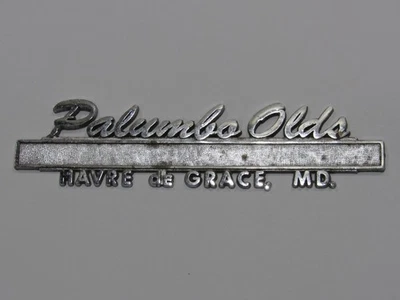 Palumbo Olds
HAVRE de GRACE, MD.